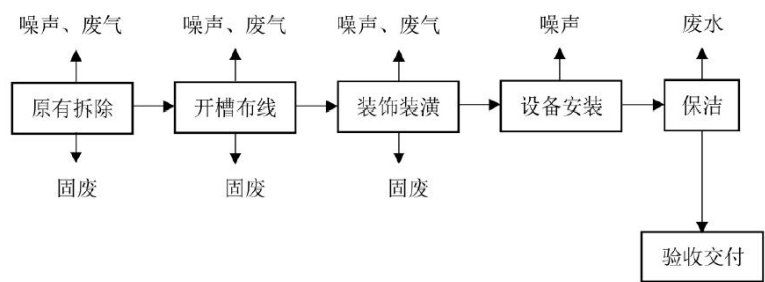 噪声、废气
噪声、废气
噪声、废气
噪声
废水
原有拆除
开槽布线
装饰装潢
设备安装
保洁
固废
固废
固废
验收交付